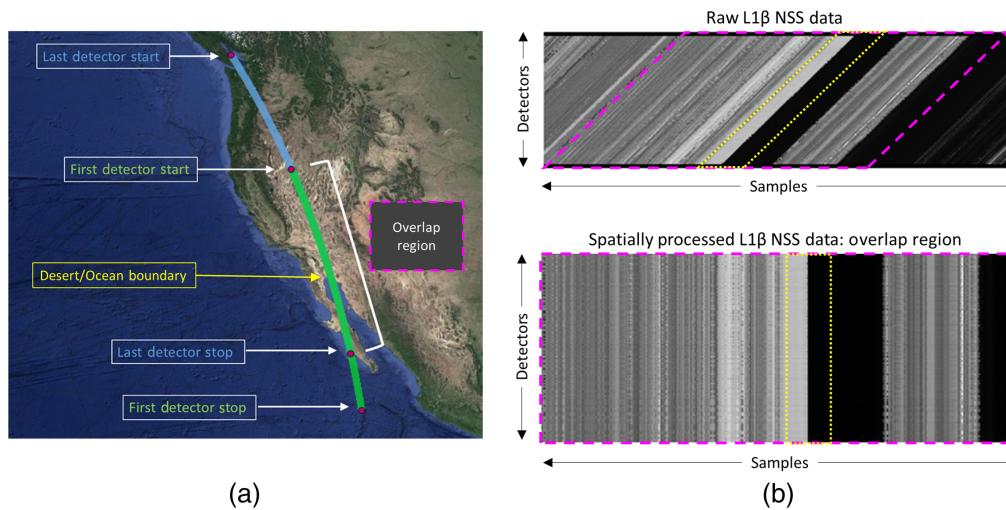 Last detector start
First detector start
Overlap
region
Desert/Ocean boundary
Last detector stop
First detector stop
(a)
Raw L1β NSS data
Detectors
Samples
Spatially processed L1β NSS data: overlap region
Detectors
Samples
(b)